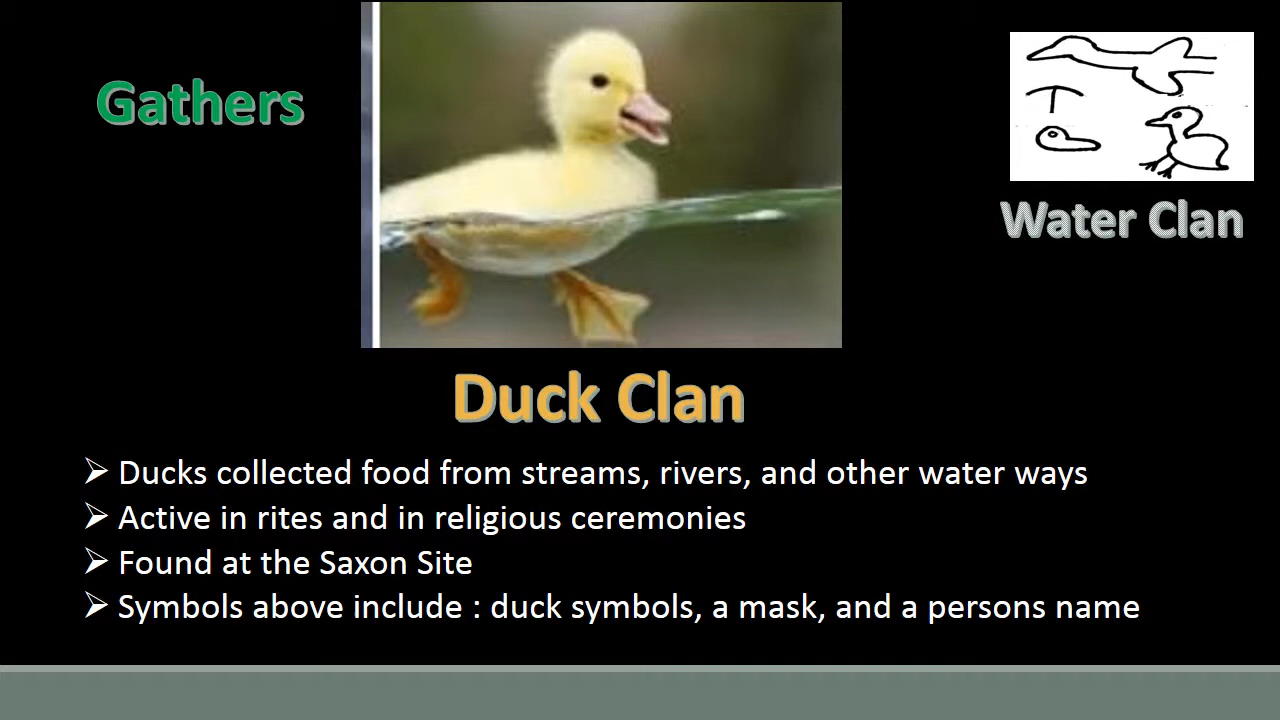 Gathers
Water Clan
Duck Clan
Ducks collected food from streams, rivers, and other water ways
Active in rites and in religious ceremonies
Found at the Saxon Site
Symbols above include : duck symbols, a mask, and a persons name